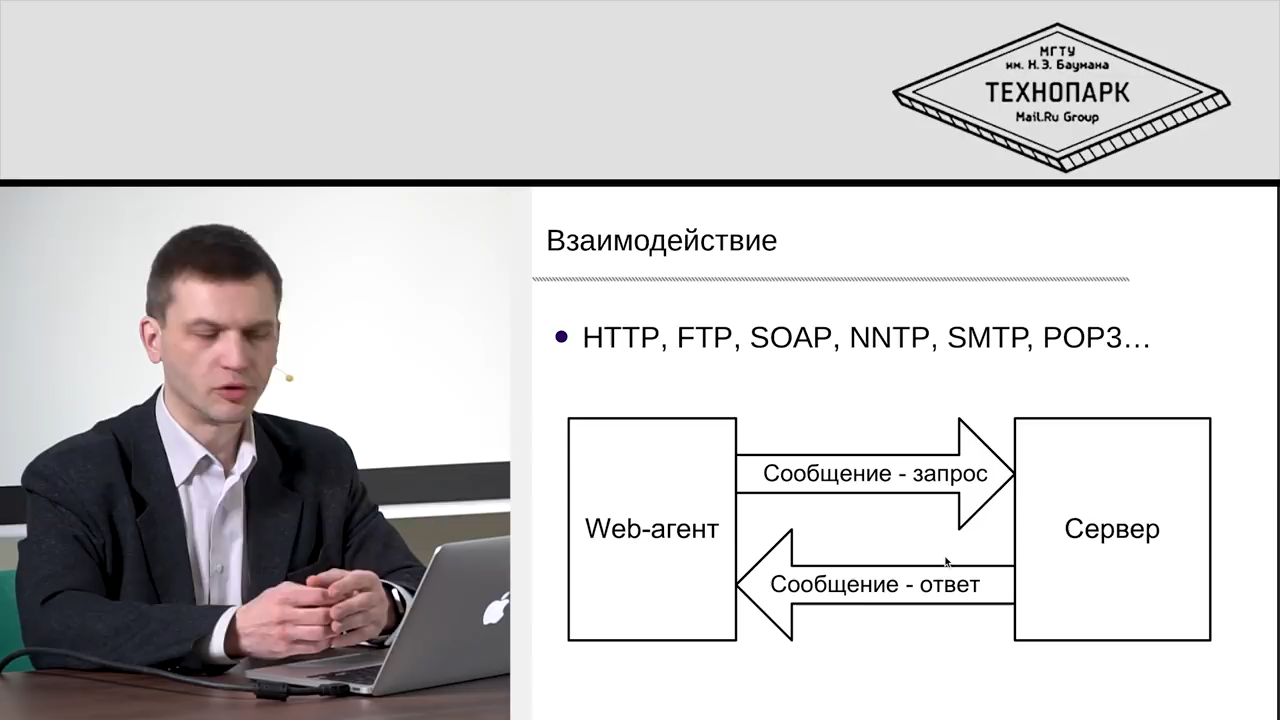 МГТУ
им. Н.Э. Баумана
ТЕХНОПАРК
Mail.Ru Group
Взаимодействие
HTTP, FTP, SOAP, NNTP, SMTP, POP3...
Сообщение - запрос
Web-агент
Сервер
Сообщение - ответ